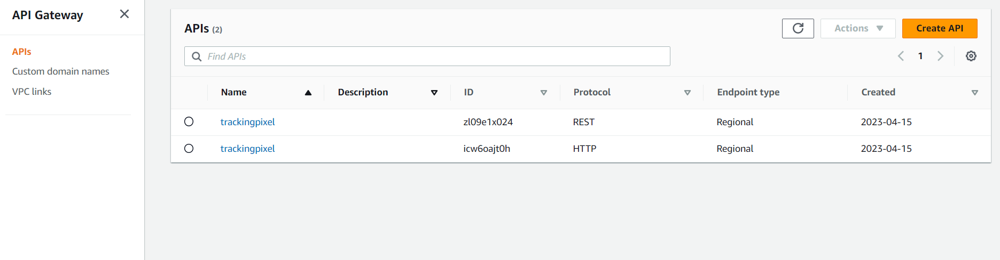 API Gateway
APIs
Custom domain names
VPC links
APIs (2)
Actions
Create API
Find APIs
1
Name Description ID Protocol Endpoint type Created
trackingpixel zl09e1x024 REST Regional 2023-04-15
trackingpixel icw6oajt0h HTTP Regional 2023-04-15